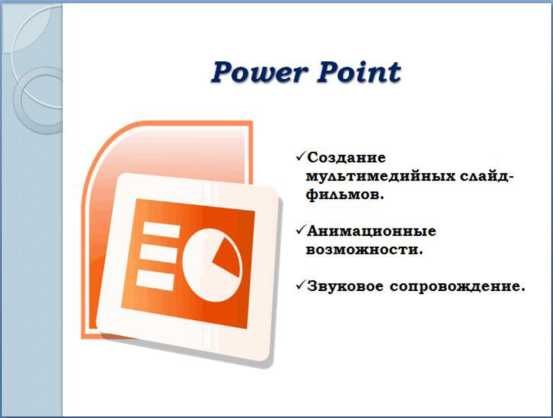 Power Point
✓Создание
мультимедийных слайд-
фильмов.
✓Анимационные
возможности.
✓Звуковое сопровождение.